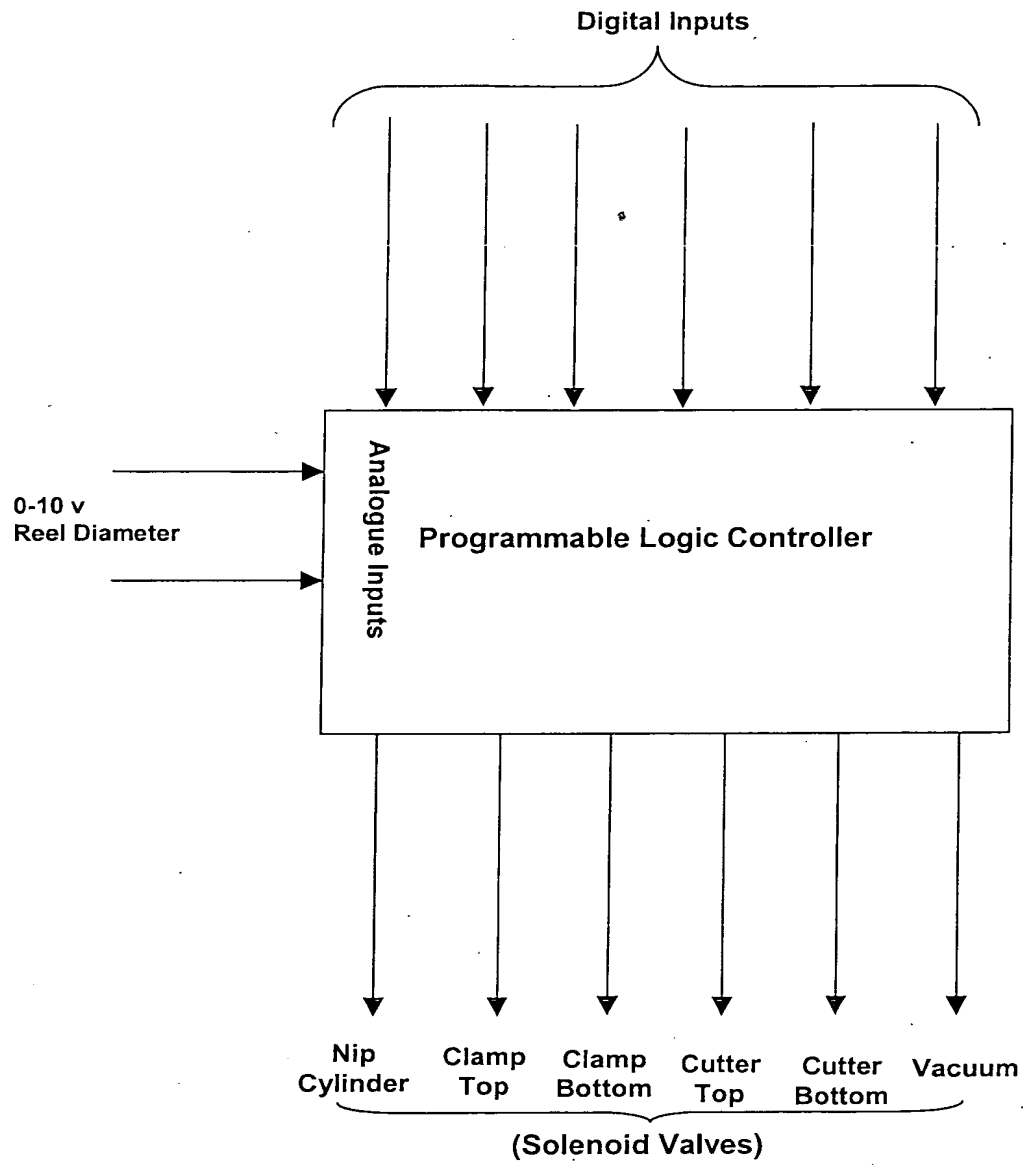 Digital Inputs
Analogue Inputs
0-10 v
Reel Diameter
Programmable Logic Controller
Nip
Cylinder
Clamp
Top
Clamp
Bottom
Cutter
Top
Cutter
Bottom
Vacuum
(Solenoid Valves)